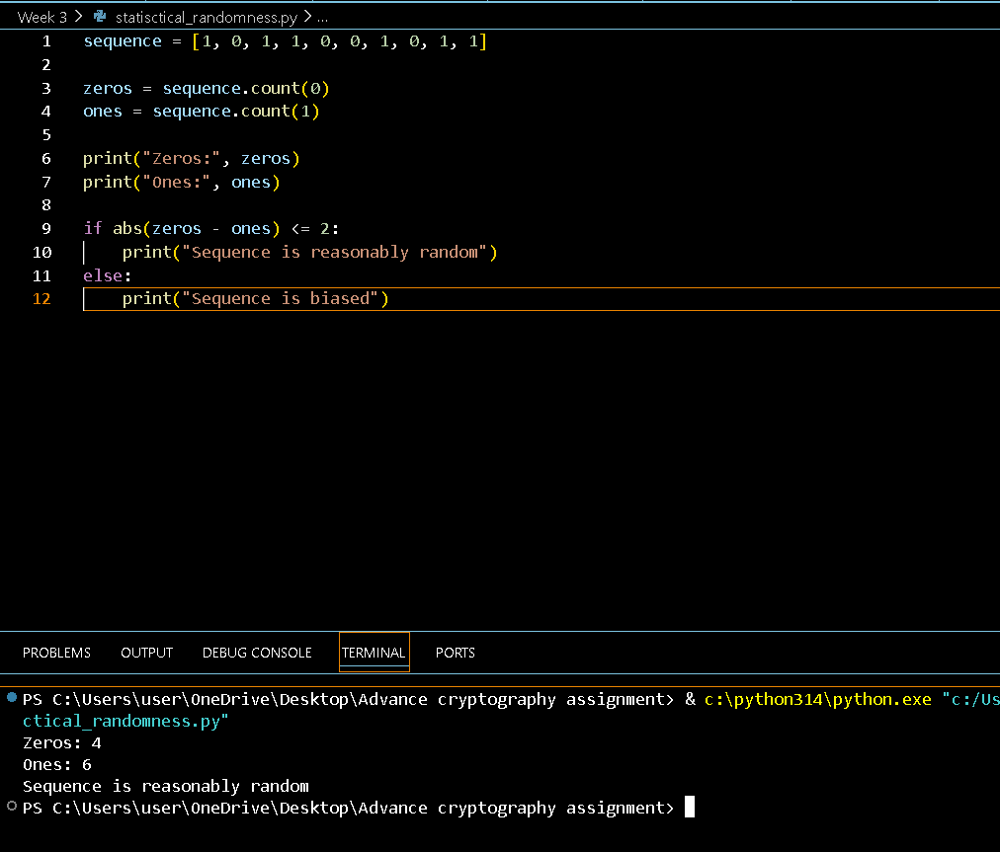 Week 3 > statisctical_randomness.py > ...
1 sequence = [1, 0, 1, 1, 0, 0, 1, 0, 1, 1]
2
3 zeros = sequence.count(0)
4 ones = sequence.count(1)
5
6 print("Zeros:", zeros)
7 print("Ones:", ones)
8
9 if abs(zeros - ones) <= 2:
10     print("Sequence is reasonably random")
11 else:
12     print("Sequence is biased")
PROBLEMS OUTPUT DEBUG CONSOLE TERMINAL PORTS
PS C:\Users\user\OneDrive\Desktop\Advance cryptography assignment> & c:\python314\python.exe "c:/Us
ctical_randomness.py"
Zeros: 4
Ones: 6
Sequence is reasonably random
PS C:\Users\user\OneDrive\Desktop\Advance cryptography assignment>